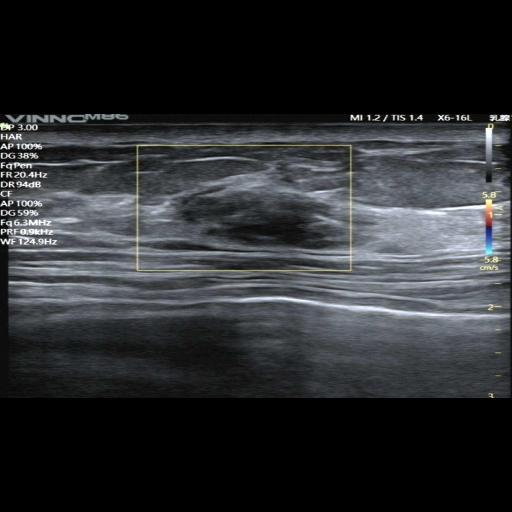 VINNO M86
MI 1.2 / TIS 1.4 X6-16L 乳腺
DP 3.00
HAR
AP 100%
DG 38%
FqPen
FR 20.4Hz
DR 94dB
CF
AP 100%
DG 59%
Fq 6.3MHz
PRF 0.9kHz
WF 124.9Hz
0
5.8
5.8
cm/s
2
3